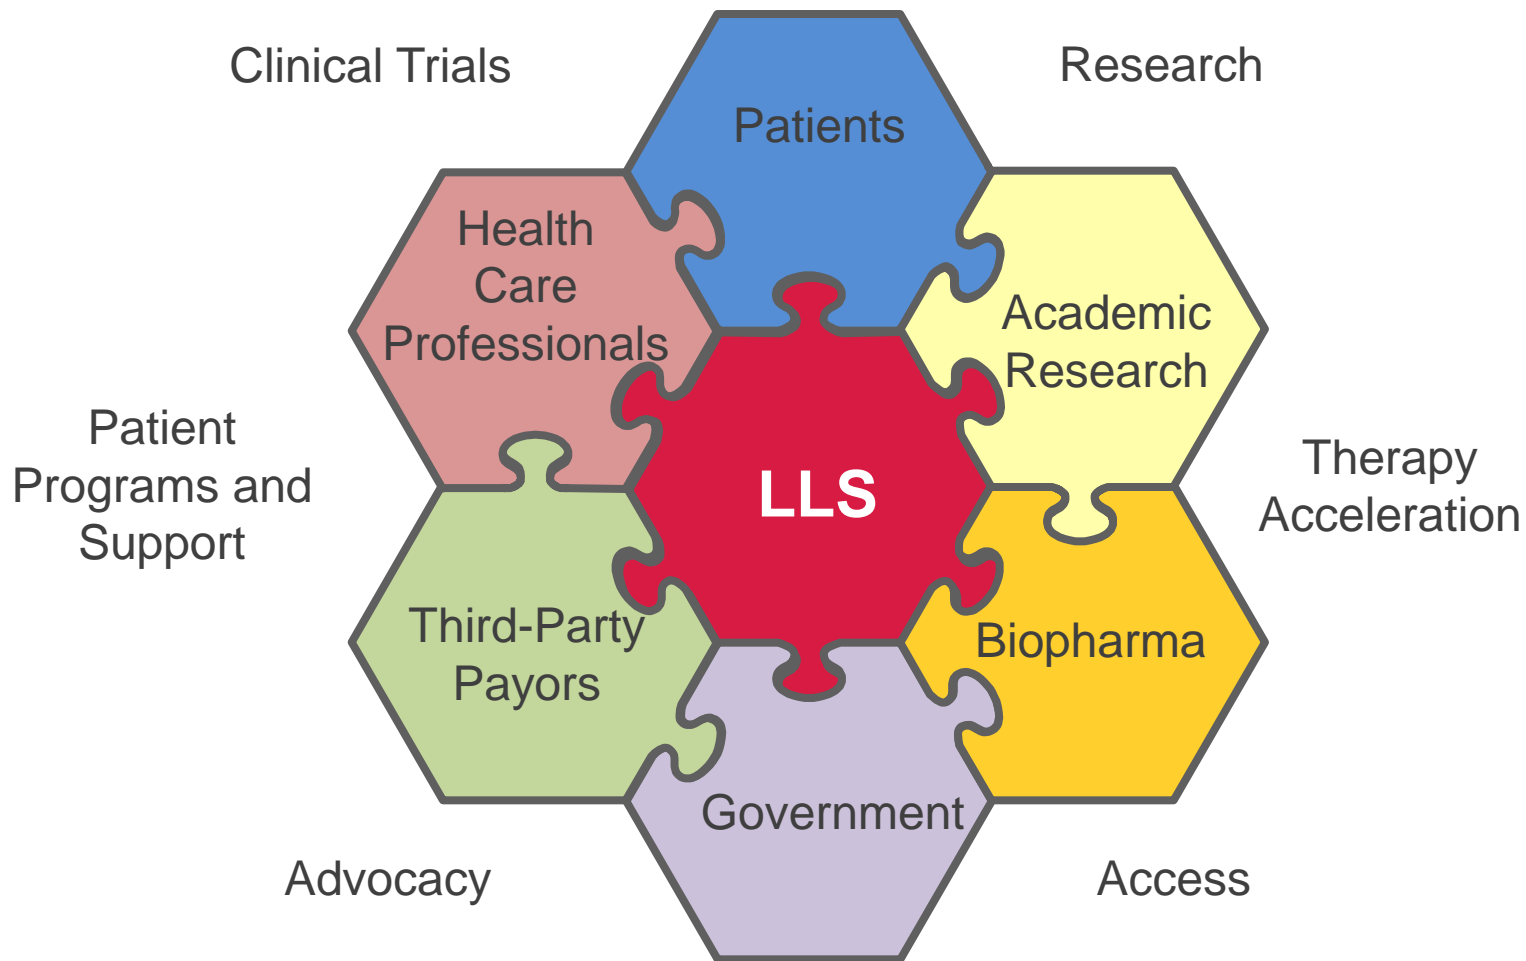 Clinical Trials
Research
Patients
Health
Care
Professionals
Academic
Research
Patient
Programs and
Support
LLS
Therapy
Acceleration
Third-Party
Payors
Biopharma
Government
Advocacy
Access